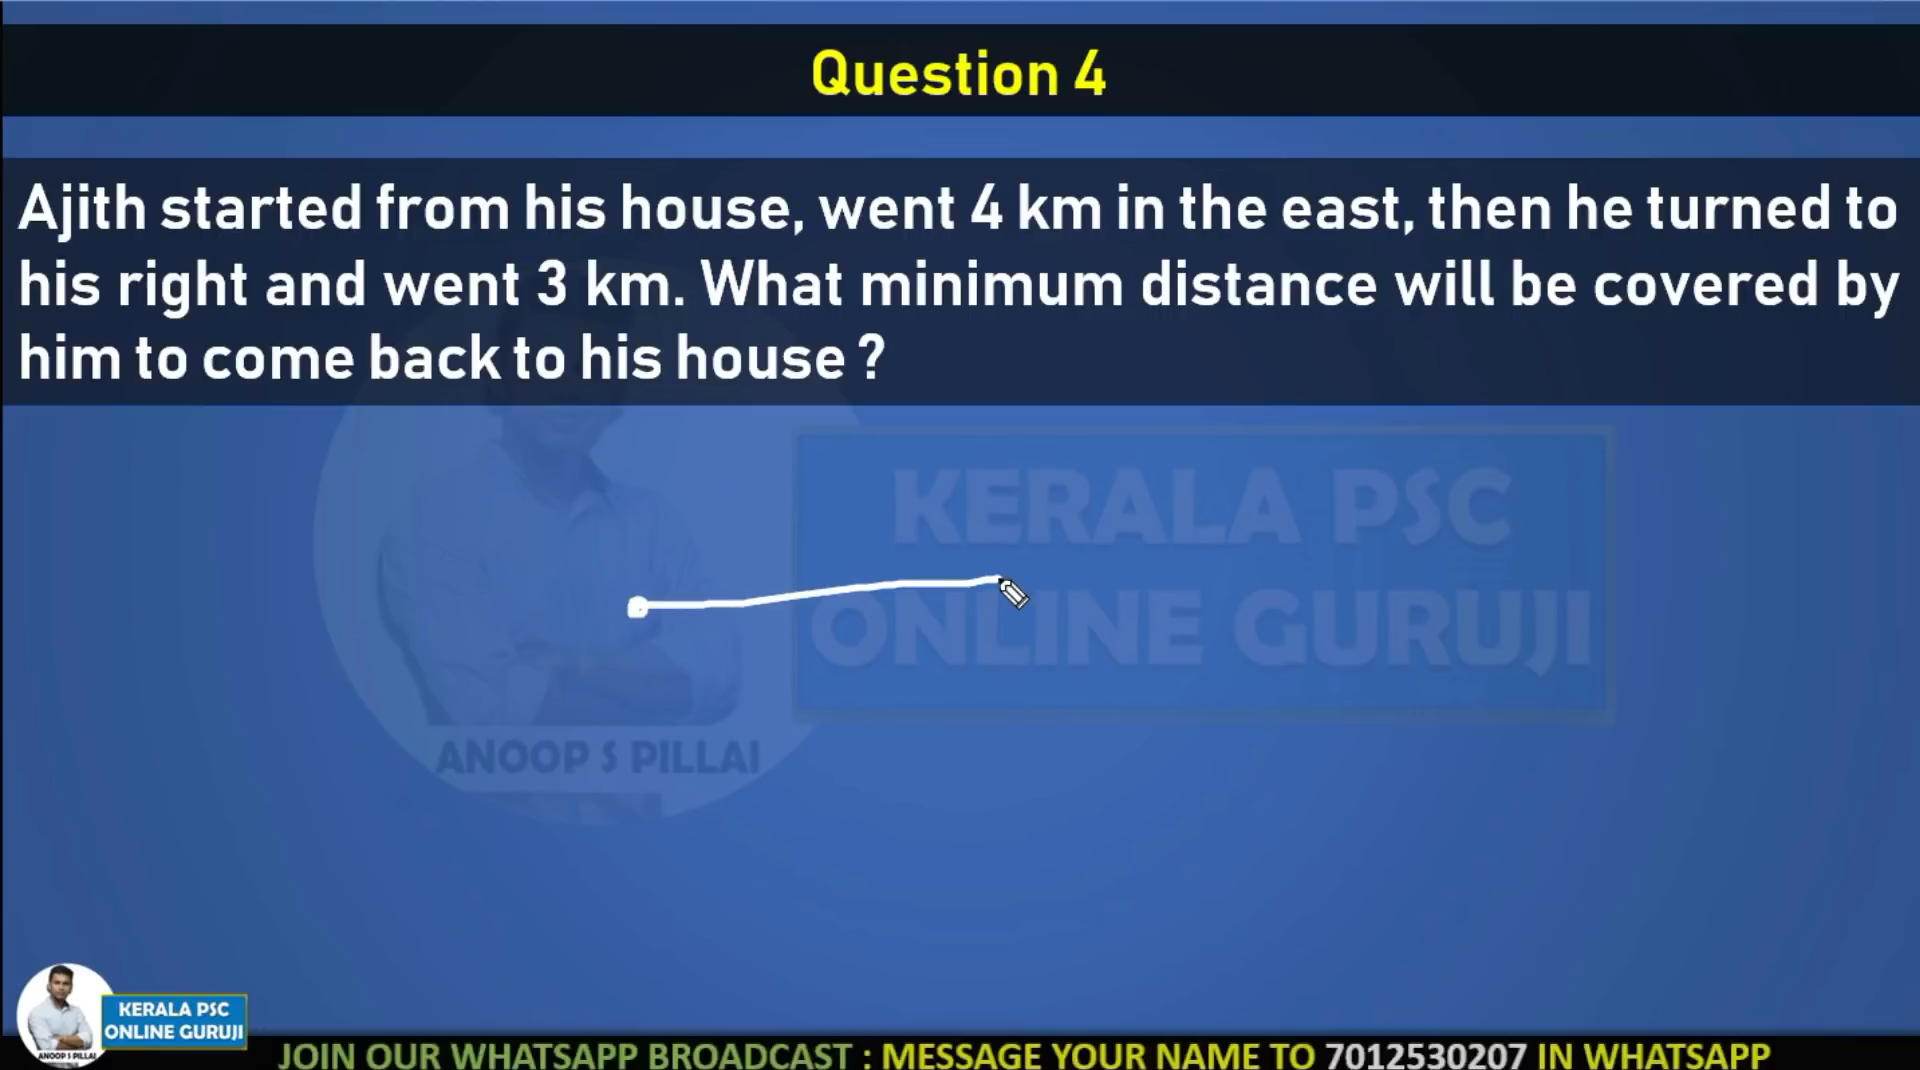 Question 4
Ajith started from his house, went 4 km in the east, then he turned to
his right and went 3 km. What minimum distance will be covered by
him to come back to his house ?
KERALA PSC
ONLINE GURUJI
ANOOP S PILLAI
KERALA PSC
ONLINE GURUJI
ANOOP S PILLAI
JOIN OUR WHATSAPP BROADCAST : MESSAGE YOUR NAME TO 7012530207 IN WHATSAPP